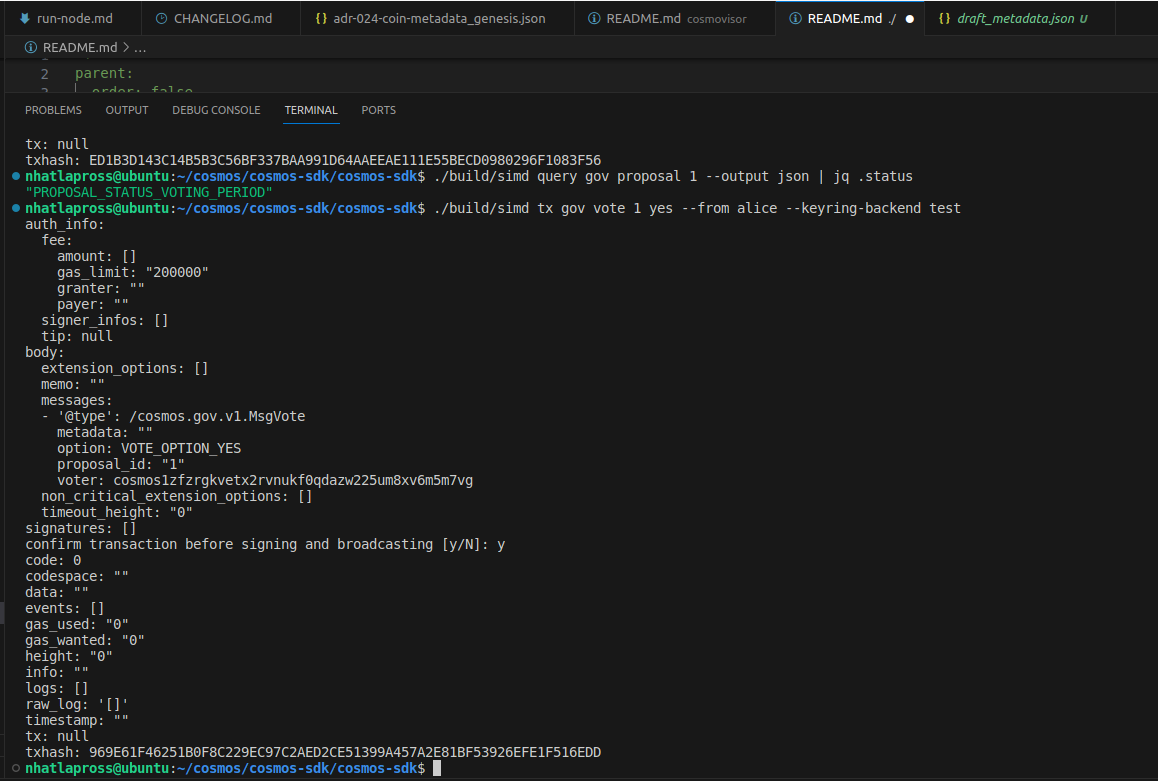 run-node.md CHANGELOG.md {} adr-024-coin-metadata_genesis.json README.md cosmovisor README.md ./ ● {} draft_metadata.json U
README.md > ...
2 parent:
3 order: false
PROBLEMS OUTPUT DEBUG CONSOLE TERMINAL PORTS
tx: null
txhash: ED1B3D143C14B5B3C56BF337BAA991D64AAEEAE111E55BECD0980296F1083F56
nhatlapross@ubuntu:~/cosmos/cosmos-sdk/cosmos-sdk$ ./build/simd query gov proposal 1 --output json | jq .status
"PROPOSAL_STATUS_VOTING_PERIOD"
nhatlapross@ubuntu:~/cosmos/cosmos-sdk/cosmos-sdk$ ./build/simd tx gov vote 1 yes --from alice --keyring-backend test
auth_info:
  fee:
    amount: []
    gas_limit: "200000"
    granter: ""
    payer: ""
  signer_infos: []
  tip: null
body:
  extension_options: []
  memo: ""
  messages:
  - '@type': /cosmos.gov.v1.MsgVote
    metadata: ""
    option: VOTE_OPTION_YES
    proposal_id: "1"
    voter: cosmos1zfzrgkvetx2rvnukf0qdazw225um8xv6m5m7vg
  non_critical_extension_options: []
  timeout_height: "0"
signatures: []
confirm transaction before signing and broadcasting [y/N]: y
code: 0
codespace: ""
data: ""
events: []
gas_used: "0"
gas_wanted: "0"
height: "0"
info: ""
logs: []
raw_log: '[]'
timestamp: ""
tx: null
txhash: 969E61F46251B0F8C229EC97C2AED2CE51399A457A2E81BF53926EFE1F516EDD
nhatlapross@ubuntu:~/cosmos/cosmos-sdk/cosmos-sdk$